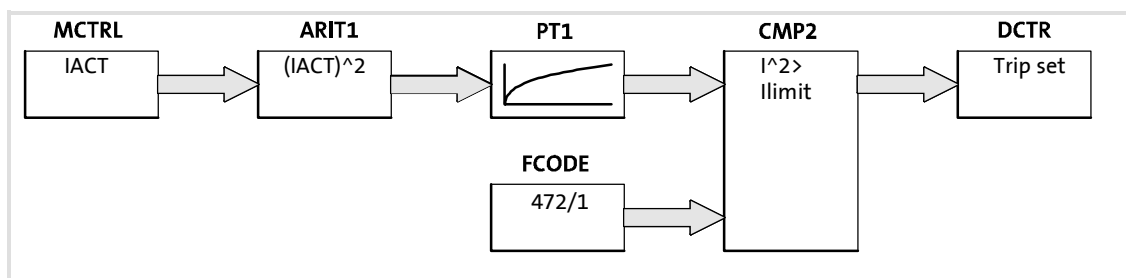 MCTRL ARIT1 PT1 CMP2 DCTR
IACT (IACT)^2 I^2> Trip set
Ilimit
FCODE
472/1